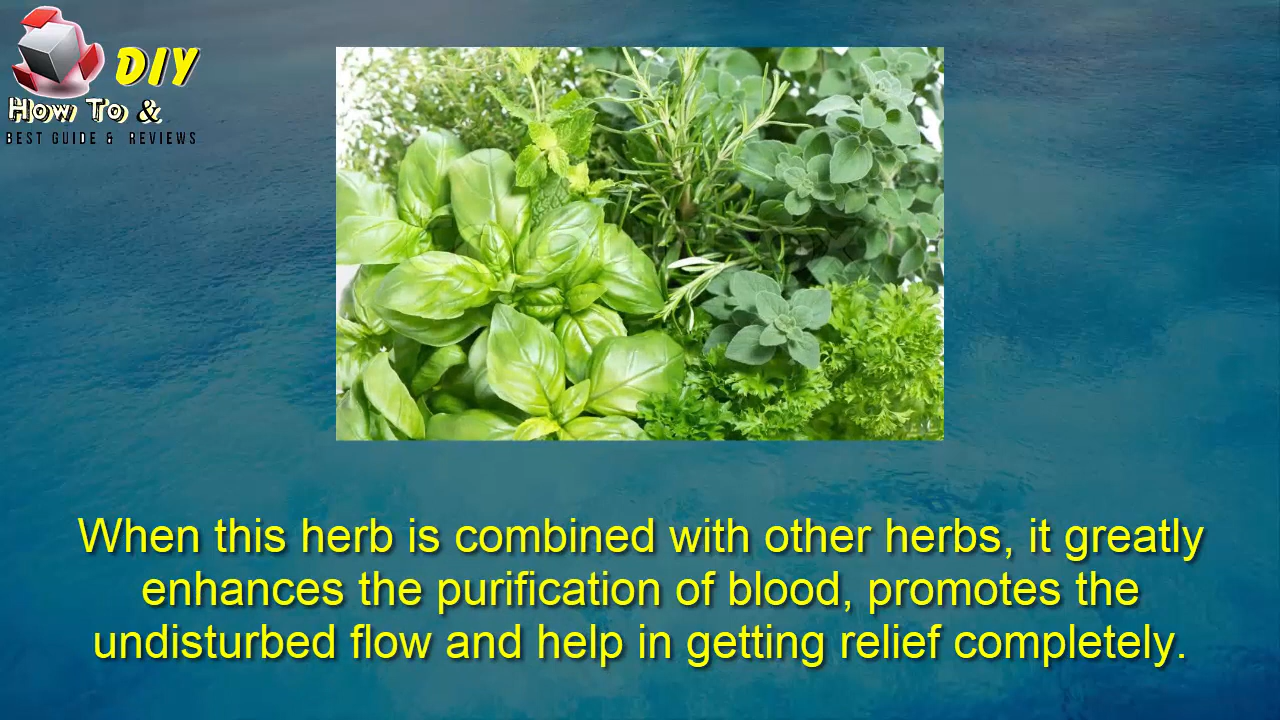 DIY
How To &
BEST GUIDE & REVIEWS
When this herb is combined with other herbs, it greatly
enhances the purification of blood, promotes the
undisturbed flow and help in getting relief completely.